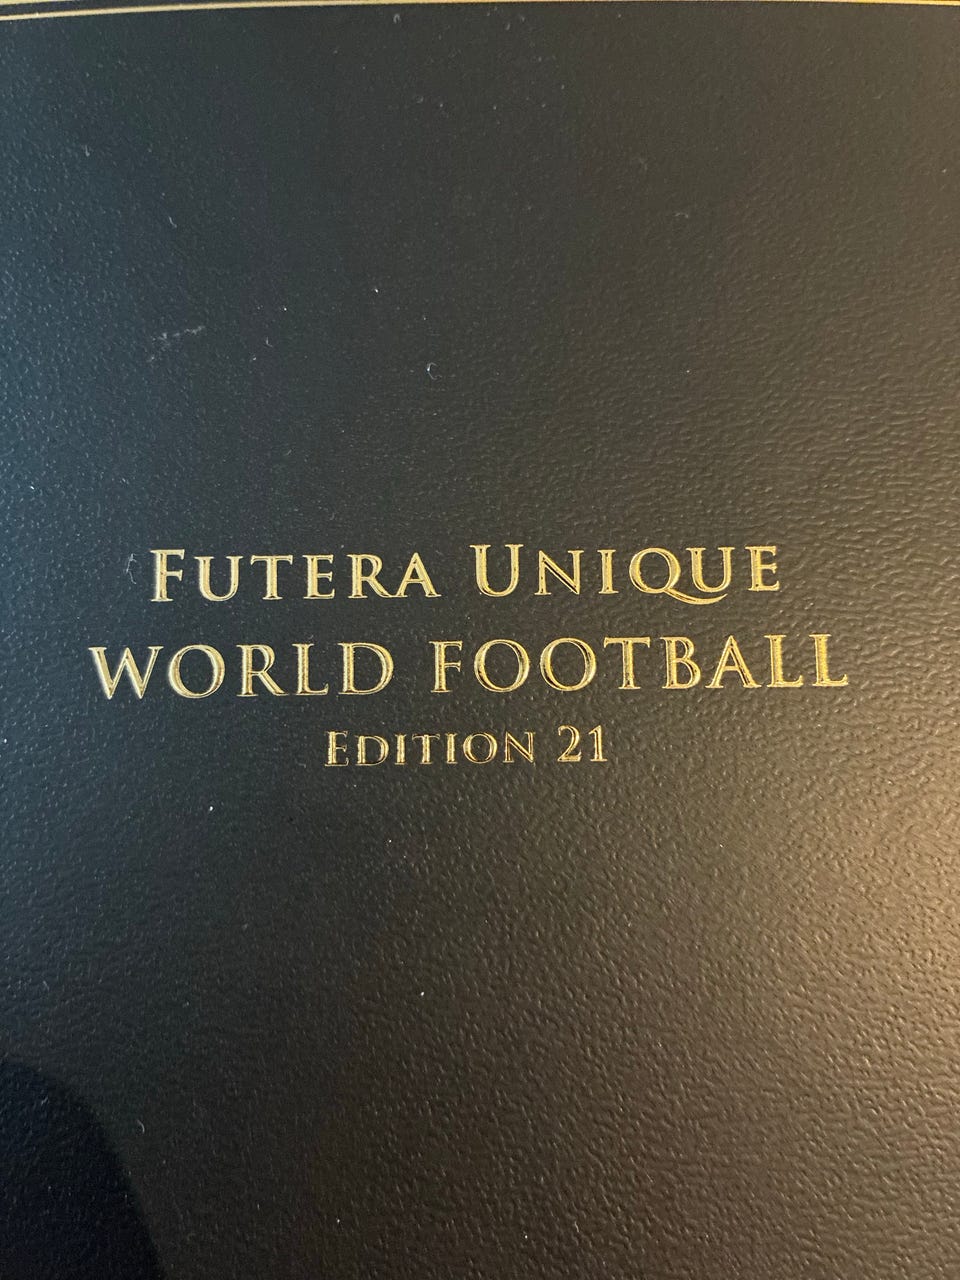 Futera Unique
WORLD FOOTBALL
Edition 21